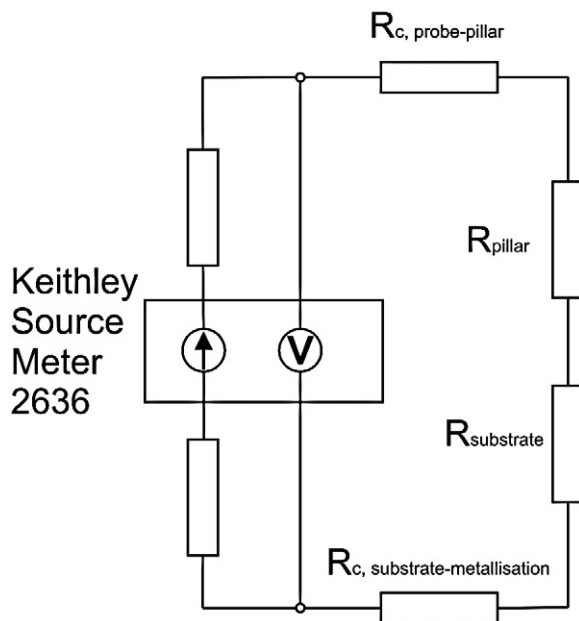 Rc, probe-pillar
Rpillar
Keithley
Source
Meter
2636
V
Rsubstrate
Rc, substrate-metallisation